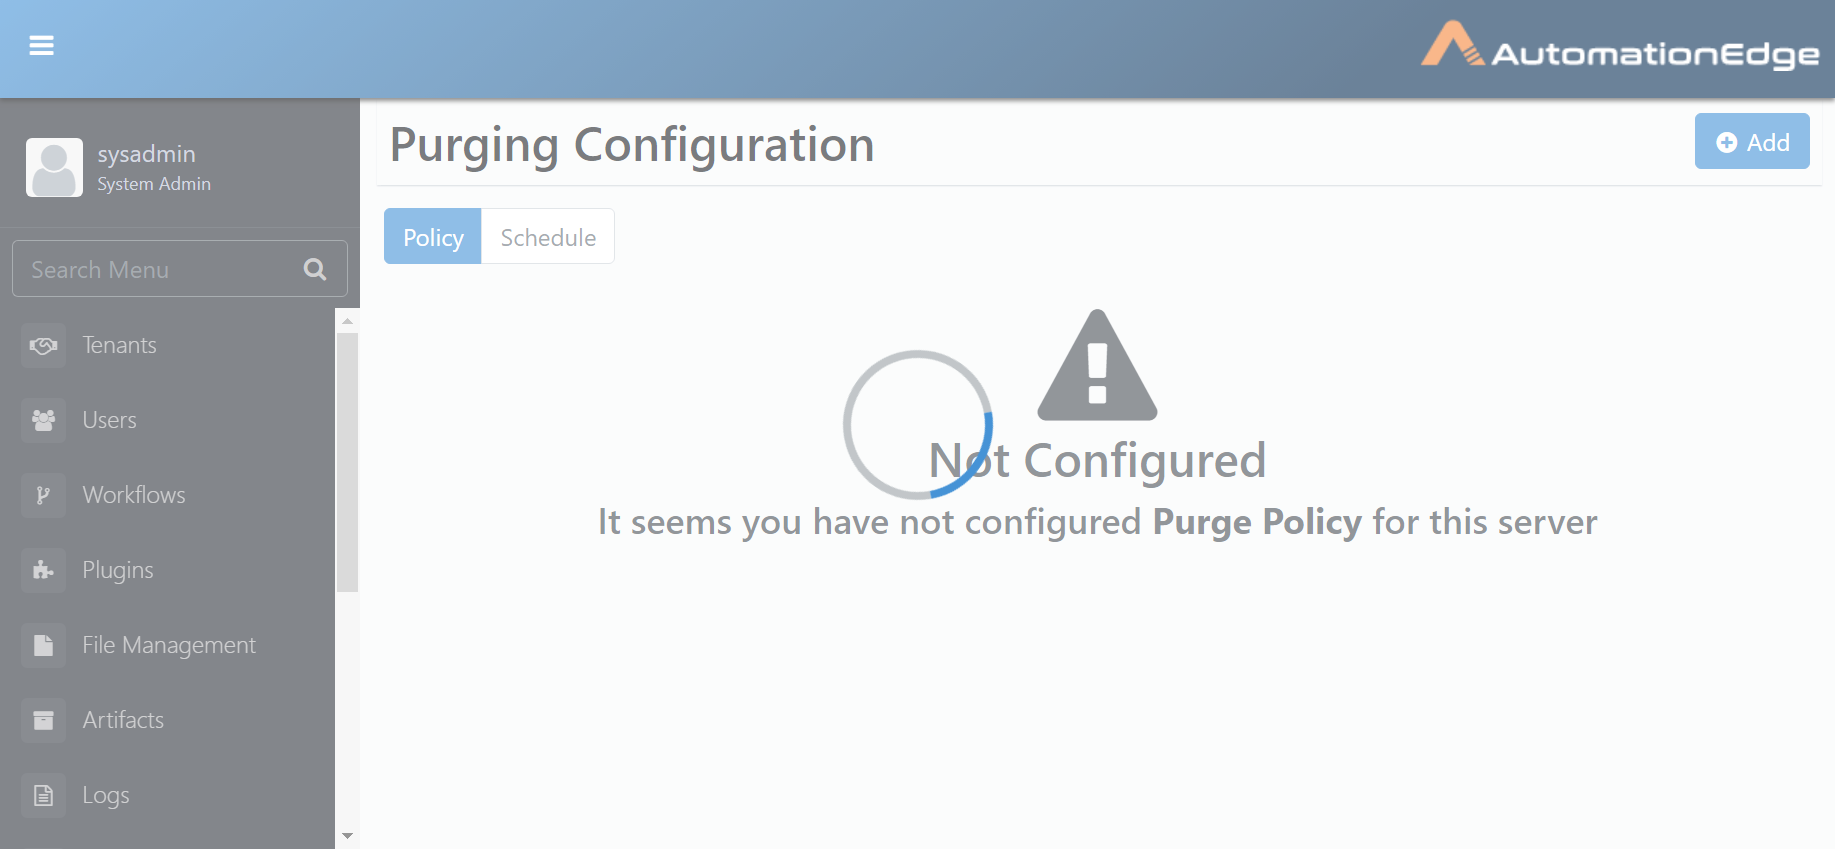 AutomationEdge
sysadmin
System Admin
Search Menu
Tenants
Users
Workflows
Plugins
File Management
Artifacts
Logs
Purging Configuration
Add
Policy
Schedule
Not Configured
It seems you have not configured Purge Policy for this server